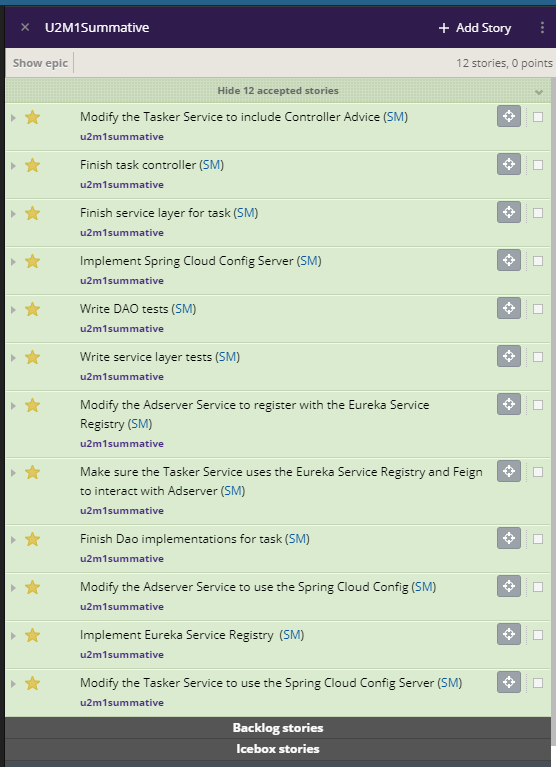 U2M1Summative
+ Add Story
Show epic
12 stories, 0 points
Hide 12 accepted stories
Modify the Tasker Service to include Controller Advice (SM)
u2m1summative
Finish task controller (SM)
u2m1summative
Finish service layer for task (SM)
u2m1summative
Implement Spring Cloud Config Server (SM)
u2m1summative
Write DAO tests (SM)
u2m1summative
Write service layer tests (SM)
u2m1summative
Modify the Adserver Service to register with the Eureka Service
Registry (SM)
u2m1summative
Make sure the Tasker Service uses the Eureka Service Registry and Feign
to interact with Adserver (SM)
u2m1summative
Finish Dao implementations for task (SM)
u2m1summative
Modify the Adserver Service to use the Spring Cloud Config (SM)
u2m1summative
Implement Eureka Service Registry (SM)
u2m1summative
Modify the Tasker Service to use the Spring Cloud Config Server (SM)
u2m1summative
Backlog stories
Icebox stories